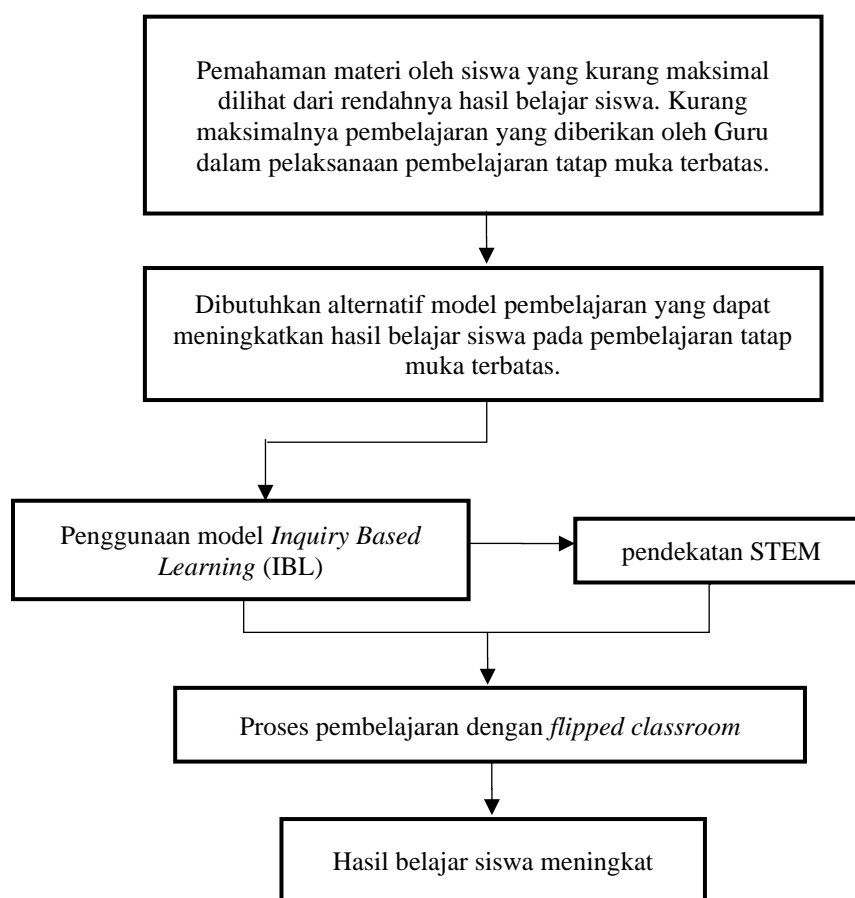 Pemahaman materi oleh siswa yang kurang maksimal
dilihat dari rendahnya hasil belajar siswa. Kurang
maksimalnya pembelajaran yang diberikan oleh Guru
dalam pelaksanaan pembelajaran tatap muka terbatas.
Dibutuhkan alternatif model pembelajaran yang dapat
meningkatkan hasil belajar siswa pada pembelajaran tatap
muka terbatas.
Penggunaan model Inquiry Based
Learning (IBL)
pendekatan STEM
Proses pembelajaran dengan flipped classroom
Hasil belajar siswa meningkat